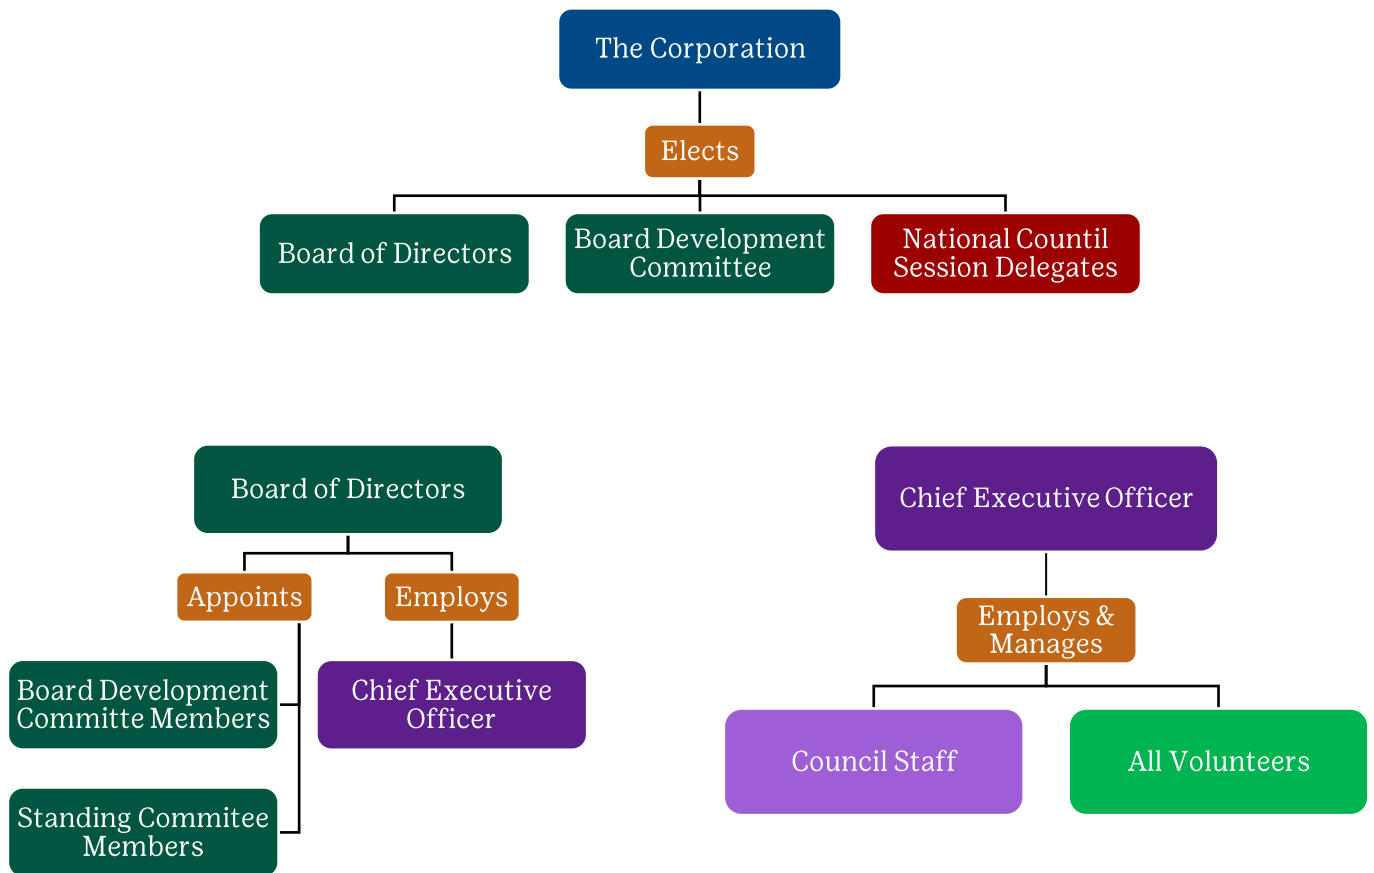 The Corporation
Elects
Board of Directors
Board Development
Committee
National Countil
Session Delegates
Board of Directors
Appoints
Employs
Board Development
Committe Members
Chief Executive
Officer
Standing Commitee
Members
Chief Executive Officer
Employs &
Manages
Council Staff
All Volunteers